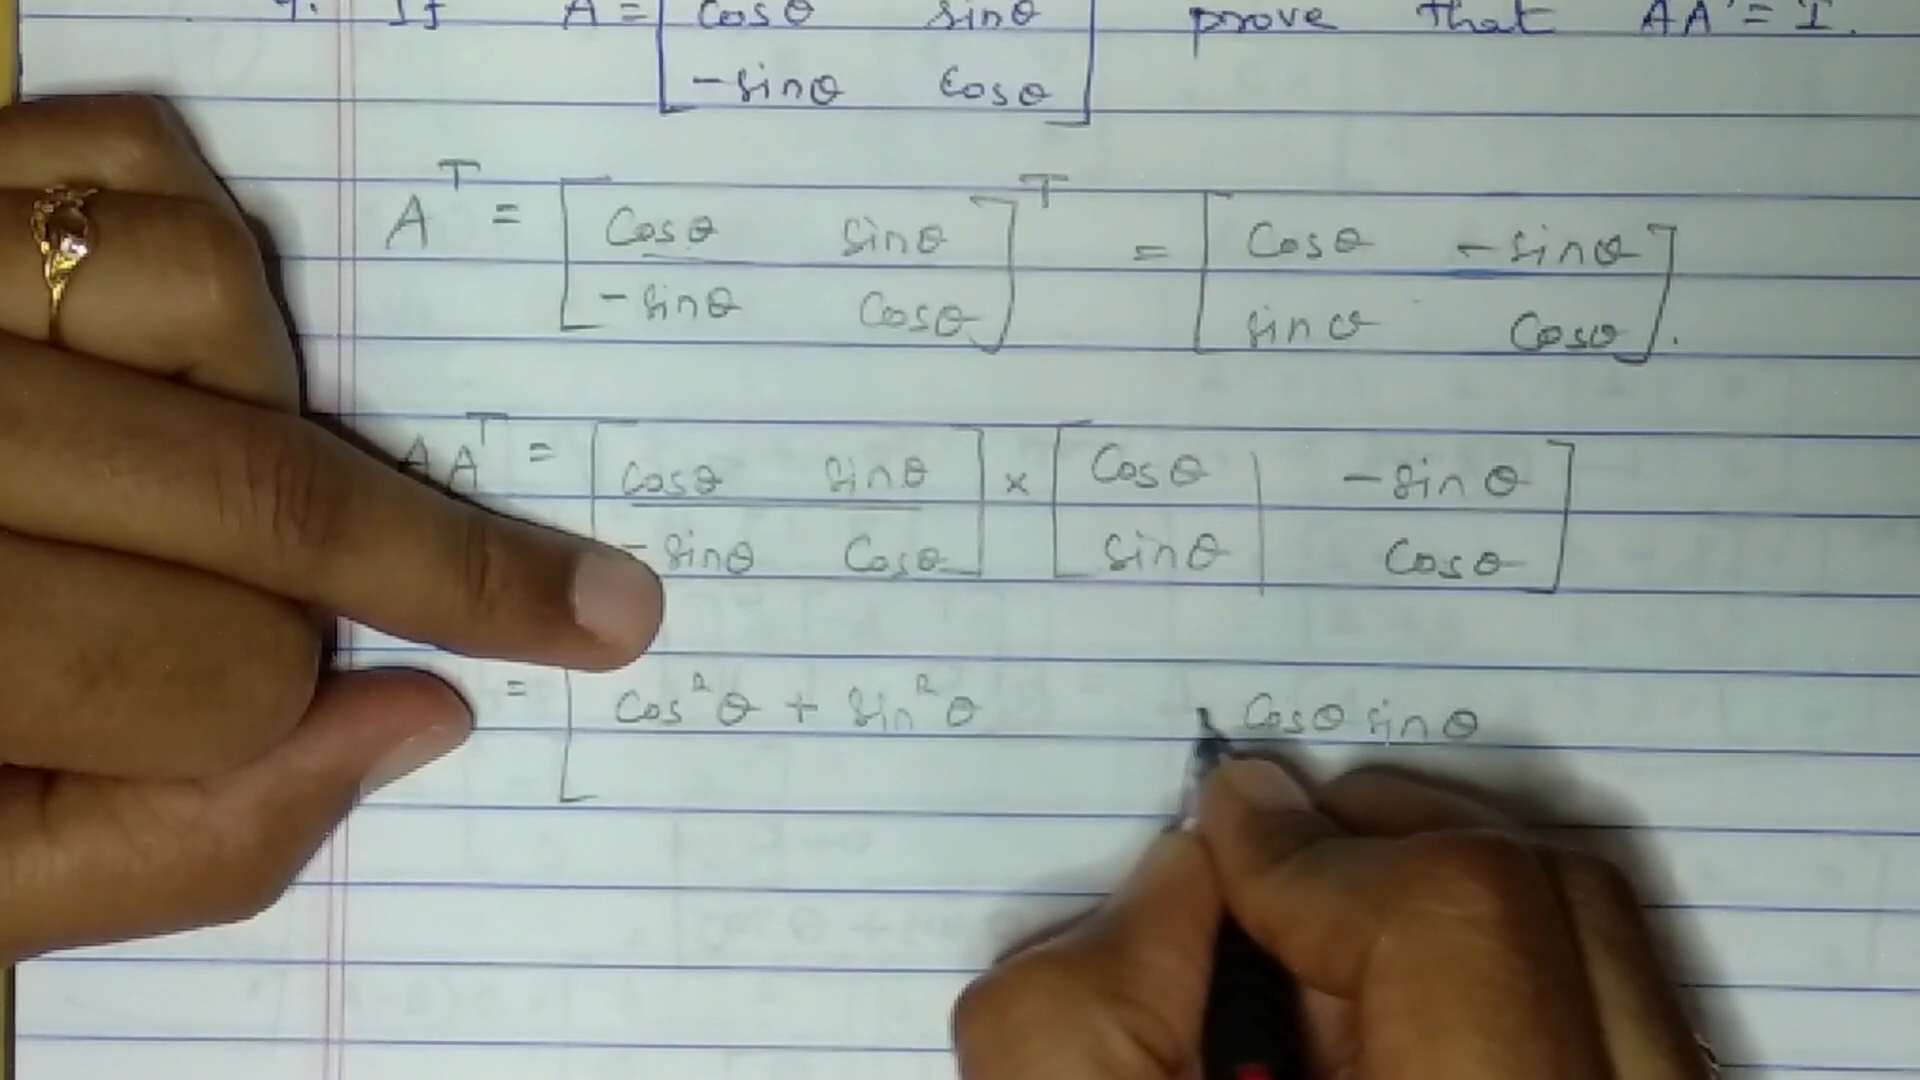 9. If A = [cosθ sinθ prove that AA' = I.
-sinθ cosθ]
A^T = [Cosθ sinθ]^T = [Cosθ -sinθ]
[-sinθ Cosθ] [sinθ Cosθ].
AA^T = [cosθ sinθ] × [Cosθ | -sinθ]
[-sinθ Cosθ] [sinθ | Cosθ]
= [Cos²θ + Sin²θ Cosθ sinθ